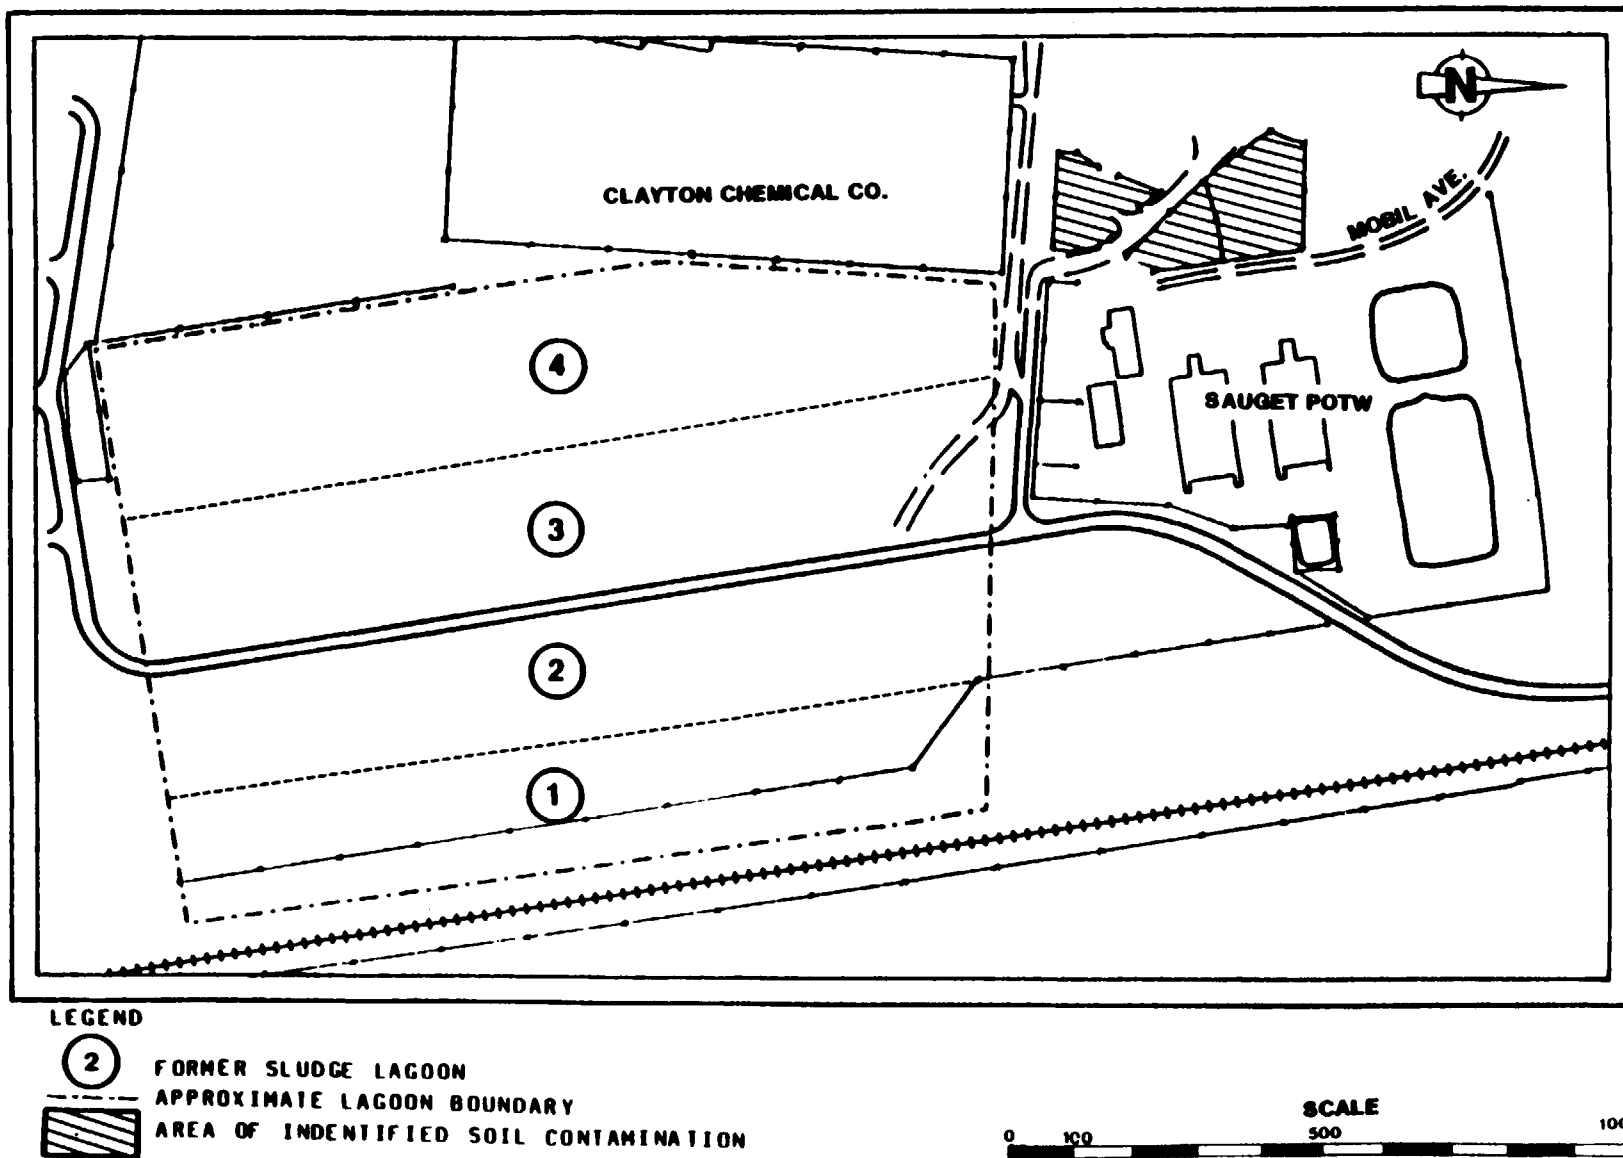 N
CLAYTON CHEMICAL CO.
MOBIL AVE.
4
SAUGET POTW
3
2
1
LEGEND
2 FORMER SLUDGE LAGOON
APPROXIMATE LAGOON BOUNDARY
AREA OF INDENTIFIED SOIL CONTAMINATION
SCALE
0 100 500 100